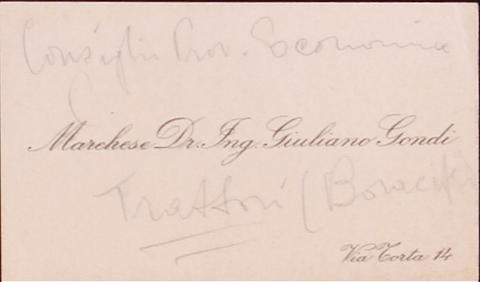 Consiglio Prov. Economia
Marchese Dr. Ing. Giuliano Gondi
Trattori
Via Torta 14